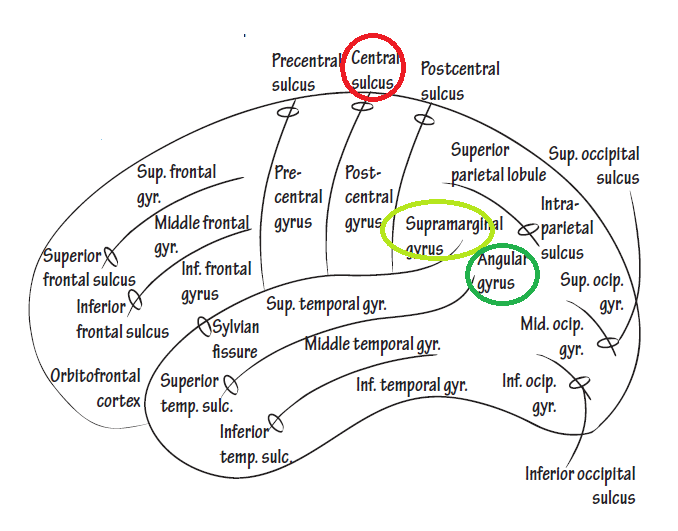 Precentral
sulcus
Central
sulcus
Postcentral
sulcus
Superior
parietal lobule
Sup. occipital
sulcus
Sup. frontal
gyr.
Pre-
central
gyrus
Post-
central
gyrus
Intra-
parietal
sulcus
Middle frontal
gyr.
Supramarginal
gyrus
Superior
frontal sulcus
Inf. frontal
gyrus
Angular
gyrus
Sup. ocip.
gyr.
Inferior
frontal sulcus
Sup. temporal gyr.
Mid. ocip.
gyr.
Sylvian
fissure
Middle temporal gyr.
Orbitofrontal
cortex
Superior
temp. sulc.
Inf. temporal gyr.
Inf. ocip.
gyr.
Inferior
temp. sulc.
Inferior occipital
sulcus